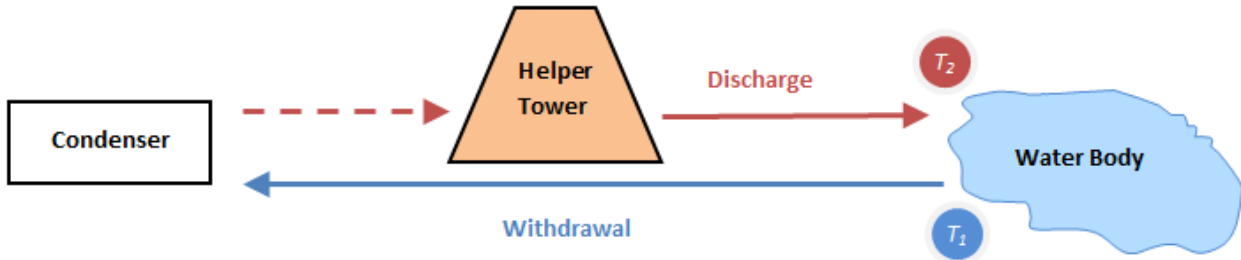 Condenser
Helper
Tower
Discharge
T2
Water Body
Withdrawal
T1